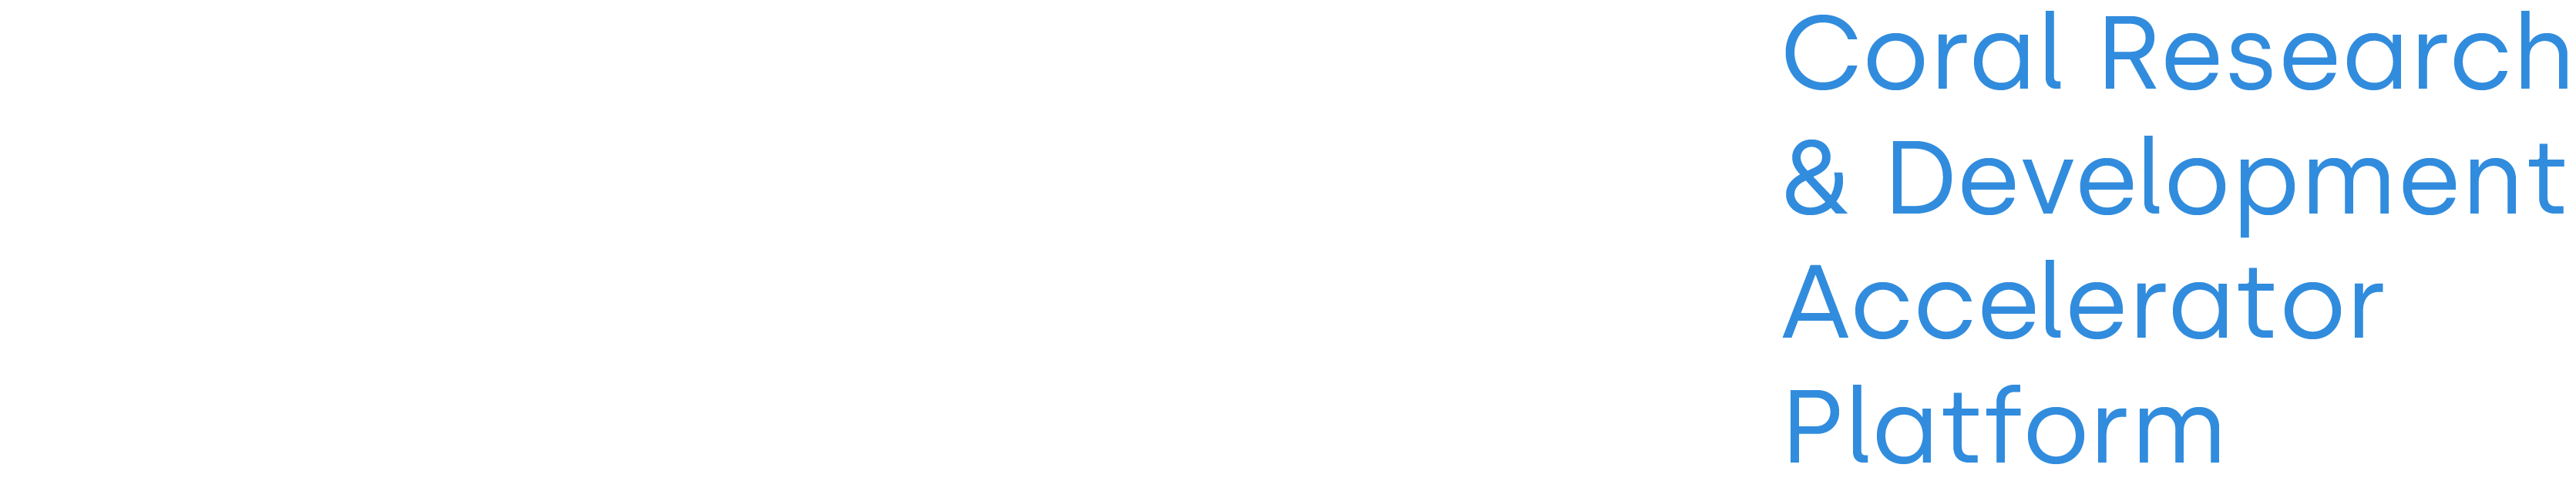 Coral Research
& Development
Accelerator
Platform